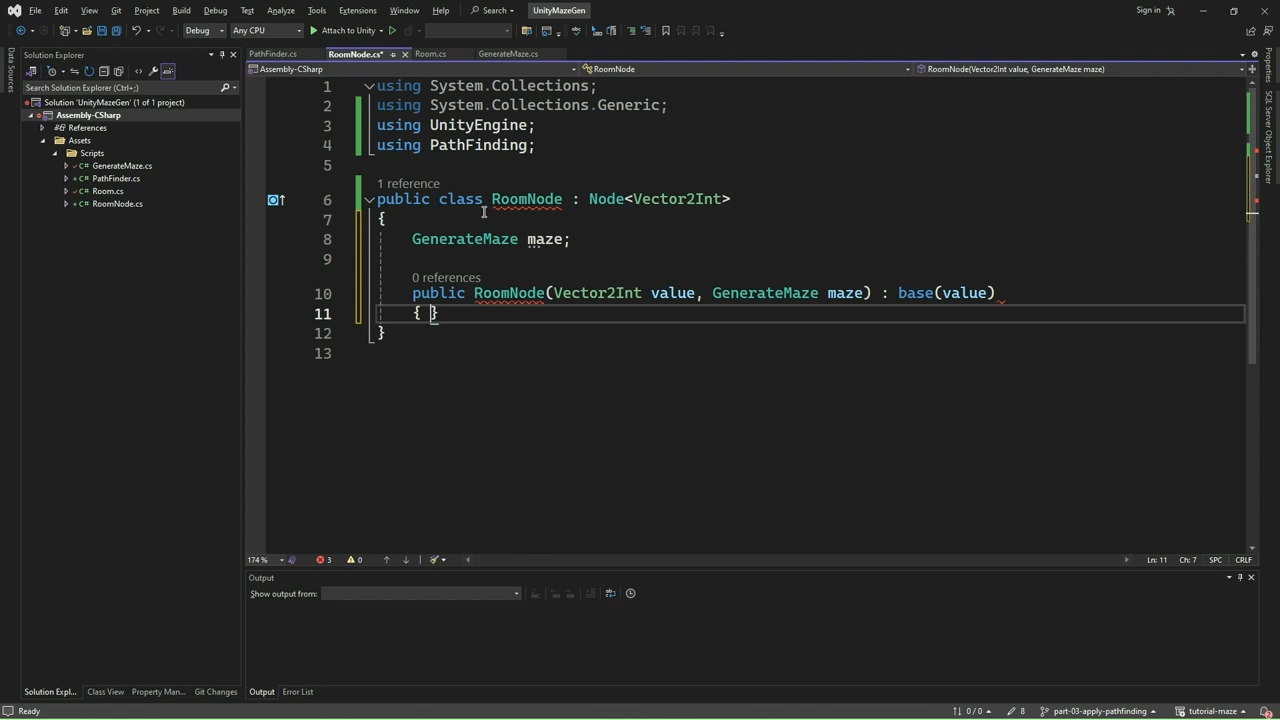 File Edit View Git Project Build Debug Test Analyze Tools Extensions Window Help Search UnityMazeGen Sign in
Debug Any CPU Attach to Unity
Data Sources
Solution Explorer
Search Solution Explorer (Ctrl+;)
Solution 'UnityMazeGen' (1 of 1 project)
Assembly-CSharp
References
Assets
Scripts
GenerateMaze.cs
PathFinder.cs
Room.cs
RoomNode.cs
PathFinder.cs RoomNode.cs* Room.cs GenerateMaze.cs
Assembly-CSharp RoomNode RoomNode(Vector2Int value, GenerateMaze maze)
1 using System.Collections;
2 using System.Collections.Generic;
3 using UnityEngine;
4 using PathFinding;
5
1 reference
6 public class RoomNode : Node<Vector2Int>
7 {
8 GenerateMaze maze;
9
0 references
10 public RoomNode(Vector2Int value, GenerateMaze maze) : base(value)
11 { }
12 }
13
174 % 3 0 Ln: 11 Ch: 7 SPC CRLF
Output
Show output from:
Properties
SQL Server Object Explorer
Solution Expl... Class View Property Man... Git Changes Output Error List
Ready 0 / 0 8 part-03-apply-pathfinding tutorial-maze